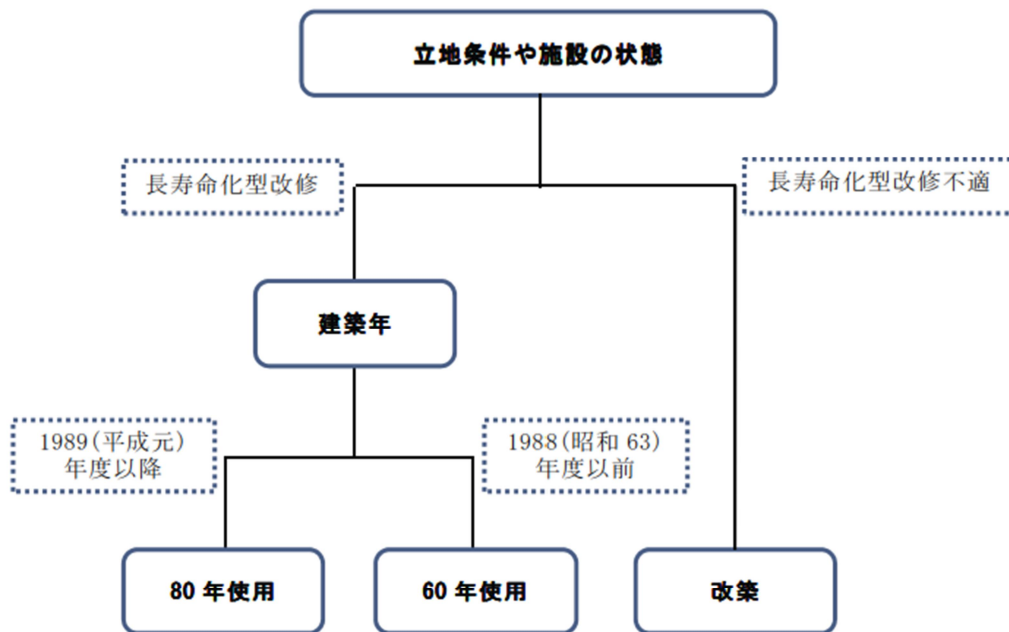 立地条件や施設の状態
長寿命化型改修
長寿命化型改修不適
建築年
1989(平成元)
年度以降
1988(昭和 63)
年度以前
80 年使用
60 年使用
改築